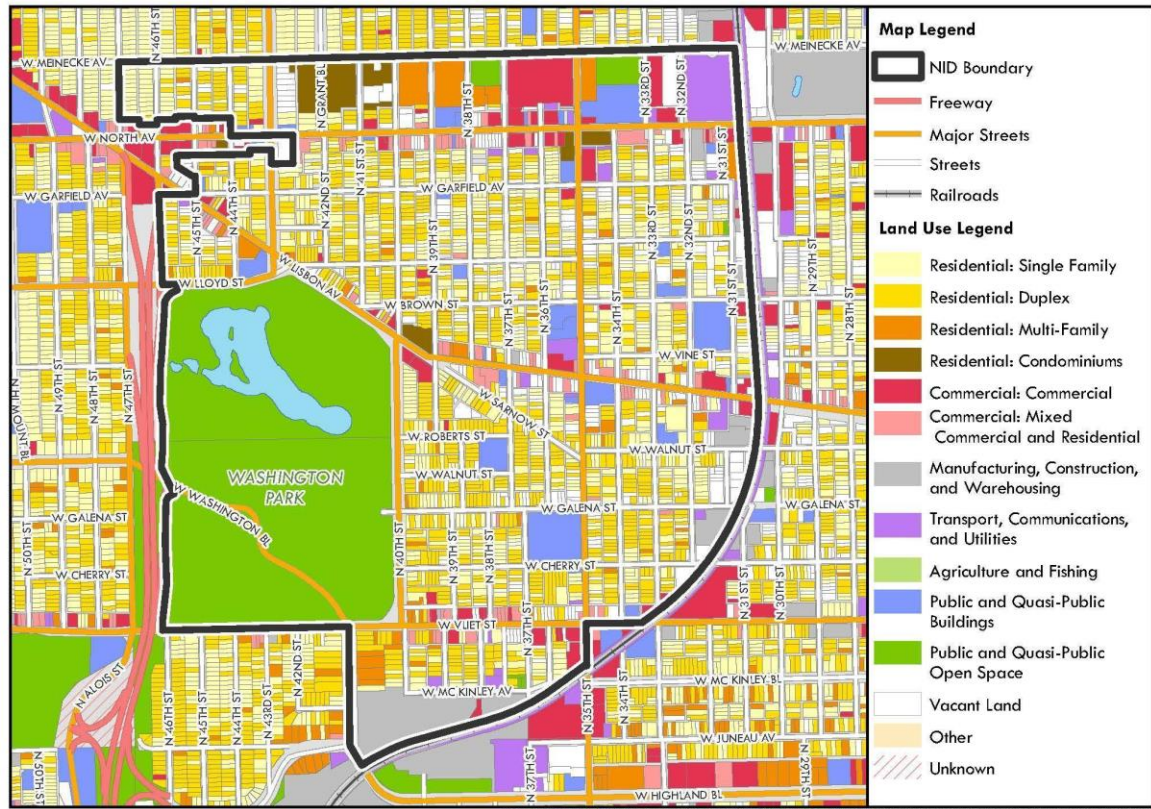 W MEINECKE AV
N 46TH ST
N GRANT BL
N 38TH ST
N 33RD ST
N 32ND ST
W MEINECKE AV
W NORTH AV
N 41ST ST
N 31ST ST
W GARFIELD AV
N 45TH ST
N 44TH ST
N 42ND ST
W GARFIELD AV
N 39TH ST
N 33RD ST
N 32ND ST
N 29TH ST
W LLOYD ST
W LISBON AV
W BROWN ST
N 37TH ST
N 36TH ST
N 34TH ST
N 31ST ST
N 28TH ST
W VINE ST
N MOUNT BL
N 49TH ST
N 48TH ST
N 47TH ST
W SARNOW ST
W ROBERTS ST
W WALNUT ST
W WALNUT ST
WASHINGTON
PARK
W WASHINGTON BL
W GALENA ST
W GALENA ST
W GALENA ST
N 50TH ST
W CHERRY ST
N 40TH ST
N 39TH ST
N 38TH ST
W CHERRY ST
N 31ST ST
N 30TH ST
W VLIET ST
N 37TH ST
N ALOIS ST
N 46TH ST
N 45TH ST
N 44TH ST
N 43RD ST
N 42ND ST
W MC KINLEY AV
N 35TH ST
N 34TH ST
W MC KINLEY BL
W JUNEAU AV
N 50TH ST
N 37TH ST
N 29TH ST
W HIGHLAND BL
Map Legend
NID Boundary
Freeway
Major Streets
Streets
Railroads
Land Use Legend
Residential: Single Family
Residential: Duplex
Residential: Multi-Family
Residential: Condominiums
Commercial: Commercial
Commercial: Mixed
Commercial and Residential
Manufacturing, Construction,
and Warehousing
Transport, Communications,
and Utilities
Agriculture and Fishing
Public and Quasi-Public
Buildings
Public and Quasi-Public
Open Space
Vacant Land
Other
Unknown